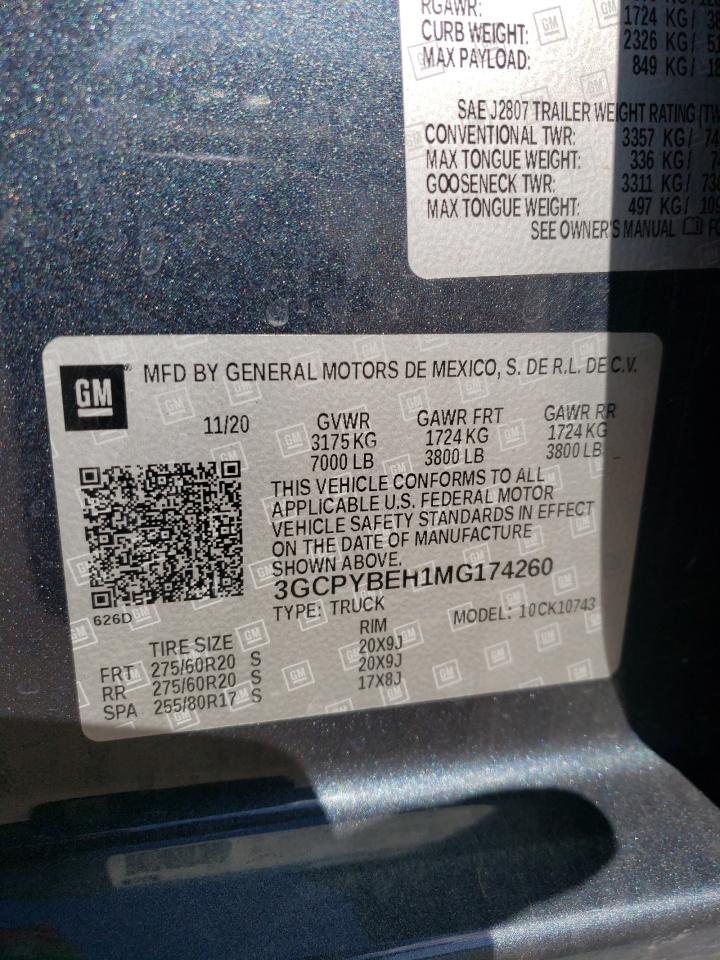 RGAWR:
1724 KG
CURB WEIGHT: 2326 KG/
MAX PAYLOAD: 849 KG/
SAE J2807 TRAILER WEIGHT RATING
CONVENTIONAL TWR: 3357 KG/
MAX TONGUE WEIGHT: 336 KG/
GOOSENECK TWR: 3311 KG/
MAX TONGUE WEIGHT: 497 KG/
SEE OWNER'S MANUAL
GM
MFD BY GENERAL MOTORS DE MEXICO, S. DE R.L. DE C.V.
11/20 GVWR GAWR FRT GAWR RR
3175 KG 1724 KG 1724 KG
7000 LB 3800 LB 3800 LB
THIS VEHICLE CONFORMS TO ALL
APPLICABLE U.S. FEDERAL MOTOR
VEHICLE SAFETY STANDARDS IN EFFECT
ON THE DATE OF MANUFACTURE
SHOWN ABOVE.
3GCPYBEH1MG174260
626D TYPE: TRUCK MODEL: 10CK10743
TIRE SIZE RIM
FRT 275/60R20 S 20X9J
RR 275/60R20 S 20X9J
SPA 255/80R17 S 17X8J